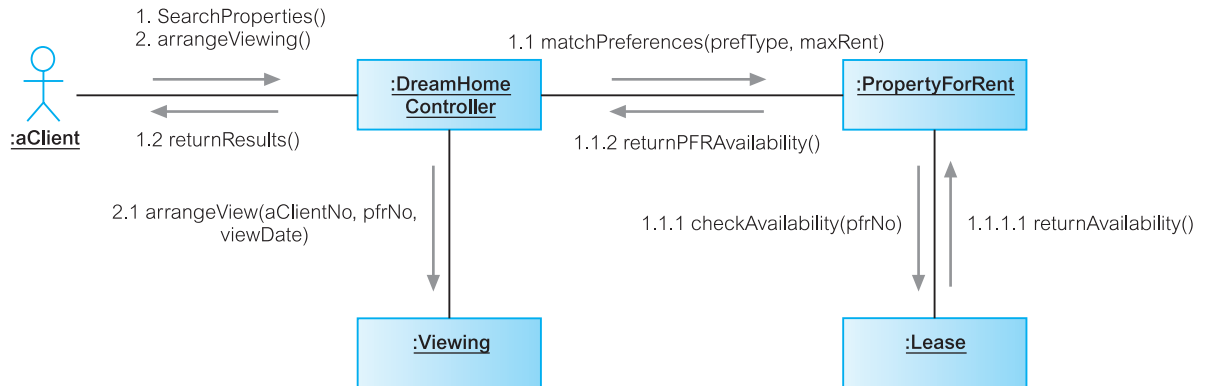 1. SearchProperties()
2. arrangeViewing()
1.1 matchPreferences(prefType, maxRent)
:aClient
:DreamHome
Controller
:PropertyForRent
1.2 returnResults()
1.1.2 returnPFRAvailability()
2.1 arrangeView(aClientNo, pfrNo,
viewDate)
1.1.1 checkAvailability(pfrNo)
1.1.1.1 returnAvailability()
:Viewing
:Lease